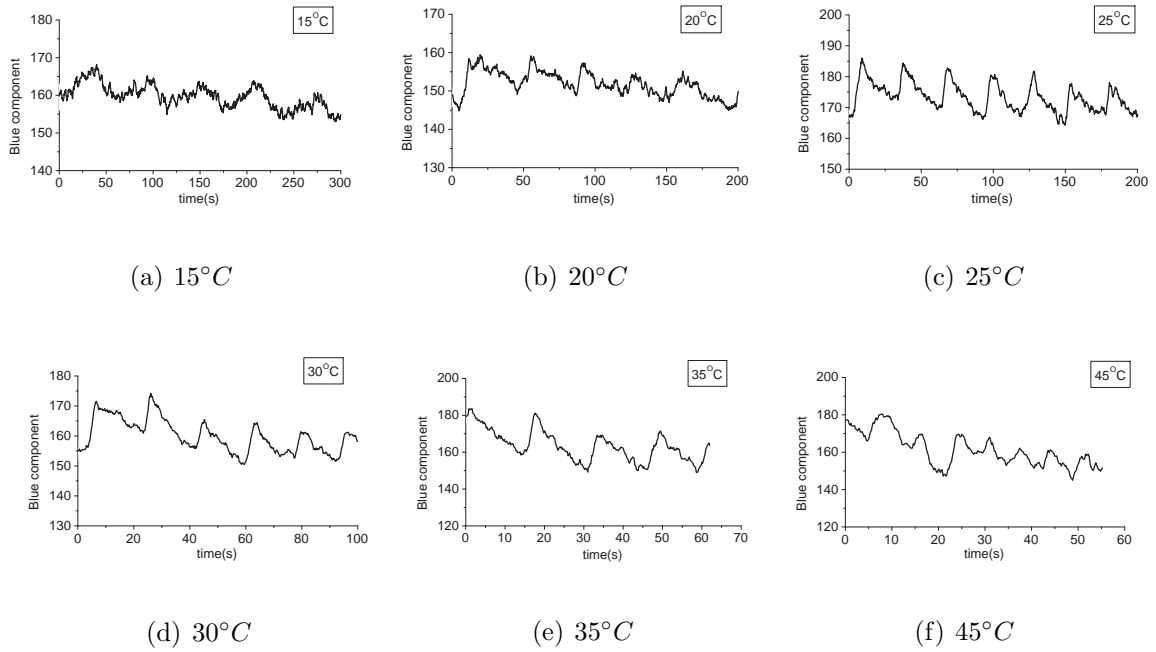 15°C
180
170
160
150
140
Blue component
0 50 100 150 200 250 300
time(s)
(a) 15°C
20°C
170
160
150
140
130
Blue component
0 50 100 150 200
time(s)
(b) 20°C
25°C
200
190
180
170
160
150
Blue component
0 50 100 150 200
time(s)
(c) 25°C
30°C
180
170
160
150
140
130
Blue component
0 20 40 60 80 100
time(s)
(d) 30°C
35°C
200
180
160
140
120
Blue component
0 10 20 30 40 50 60 70
time(s)
(e) 35°C
45°C
200
180
160
140
120
Blue component
0 10 20 30 40 50 60
time(s)
(f) 45°C